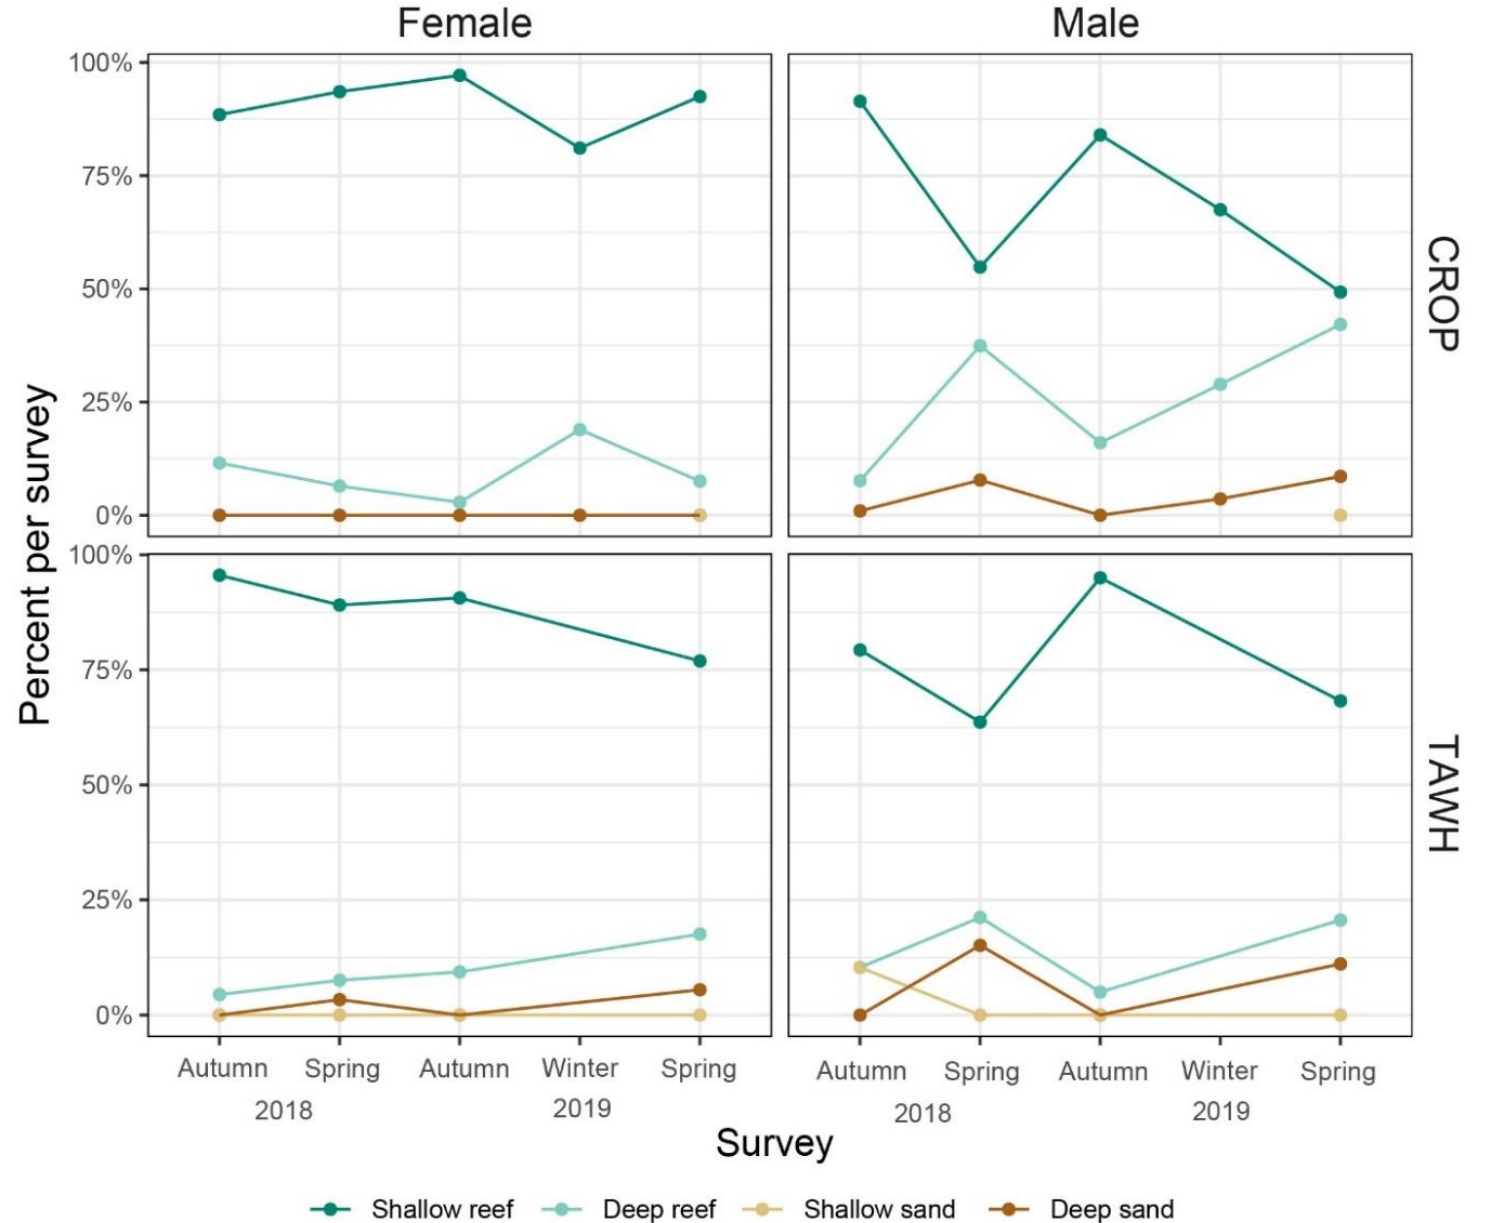 Female Male
100%
75%
50%
25%
0%
CROP
100%
75%
50%
25%
0%
TAWH
Percent per survey
Autumn Spring Autumn Winter Spring Autumn Spring Autumn Winter Spring
2018 2019 2018 2019
Survey
Shallow reef Deep reef Shallow sand Deep sand